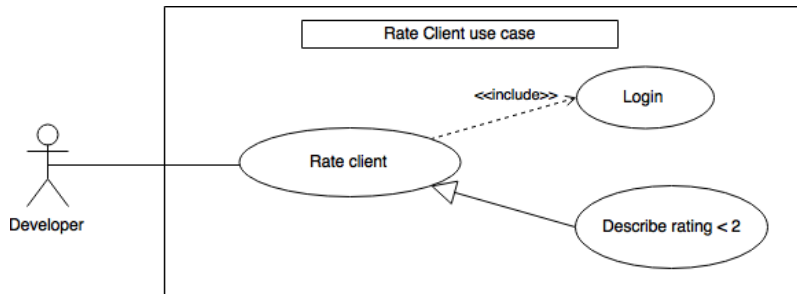 Rate Client use case
<<include>>
Login
Rate client
Developer
Describe rating < 2